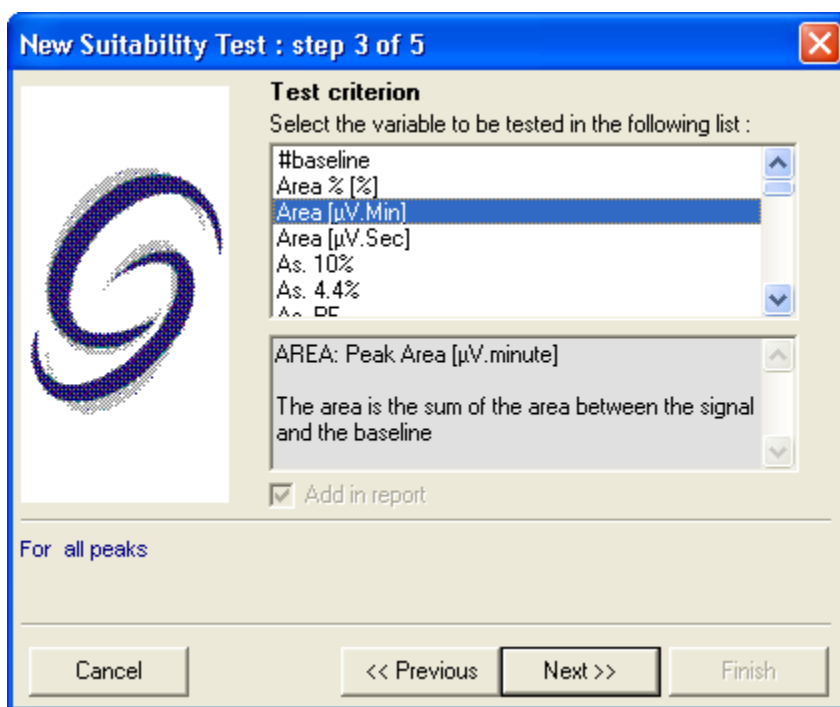 New Suitability Test : step 3 of 5
Test criterion
Select the variable to be tested in the following list :
#baseline
Area % [%]
Area [µV.Min]
Area [µV.Sec]
As. 10%
As. 4.4%
AREA: Peak Area [µV.minute]
The area is the sum of the area between the signal
and the baseline
Add in report
For all peaks
Cancel
<< Previous
Next >>
Finish